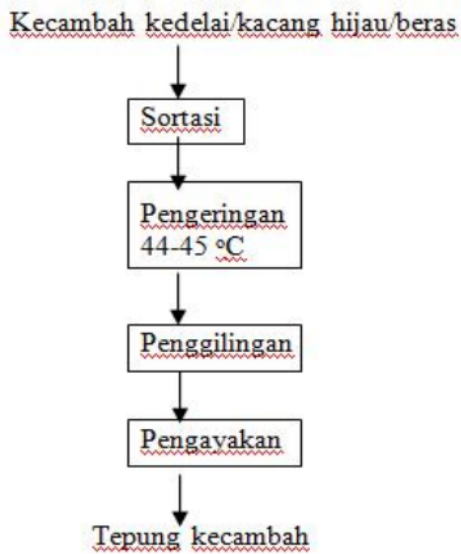 Kecambah kedelai/kacang hijau/beras
Sortasi
Pengeringan
44-45 °C
Penggilingan
Pengayakan
Tepung kecambah